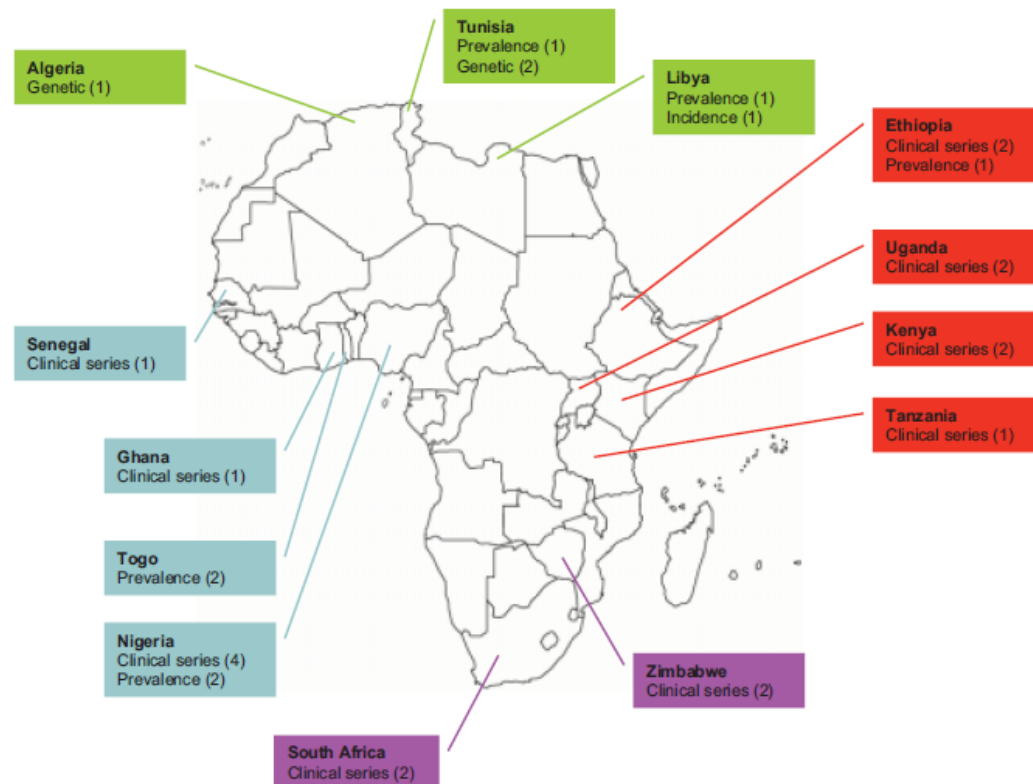 Tunisia
Prevalence (1)
Genetic (2)
Algeria
Genetic (1)
Libya
Prevalence (1)
Incidence (1)
Ethiopia
Clinical series (2)
Prevalence (1)
Uganda
Clinical series (2)
Kenya
Clinical series (2)
Tanzania
Clinical series (1)
Senegal
Clinical series (1)
Ghana
Clinical series (1)
Togo
Prevalence (2)
Nigeria
Clinical series (4)
Prevalence (2)
Zimbabwe
Clinical series (2)
South Africa
Clinical series (2)